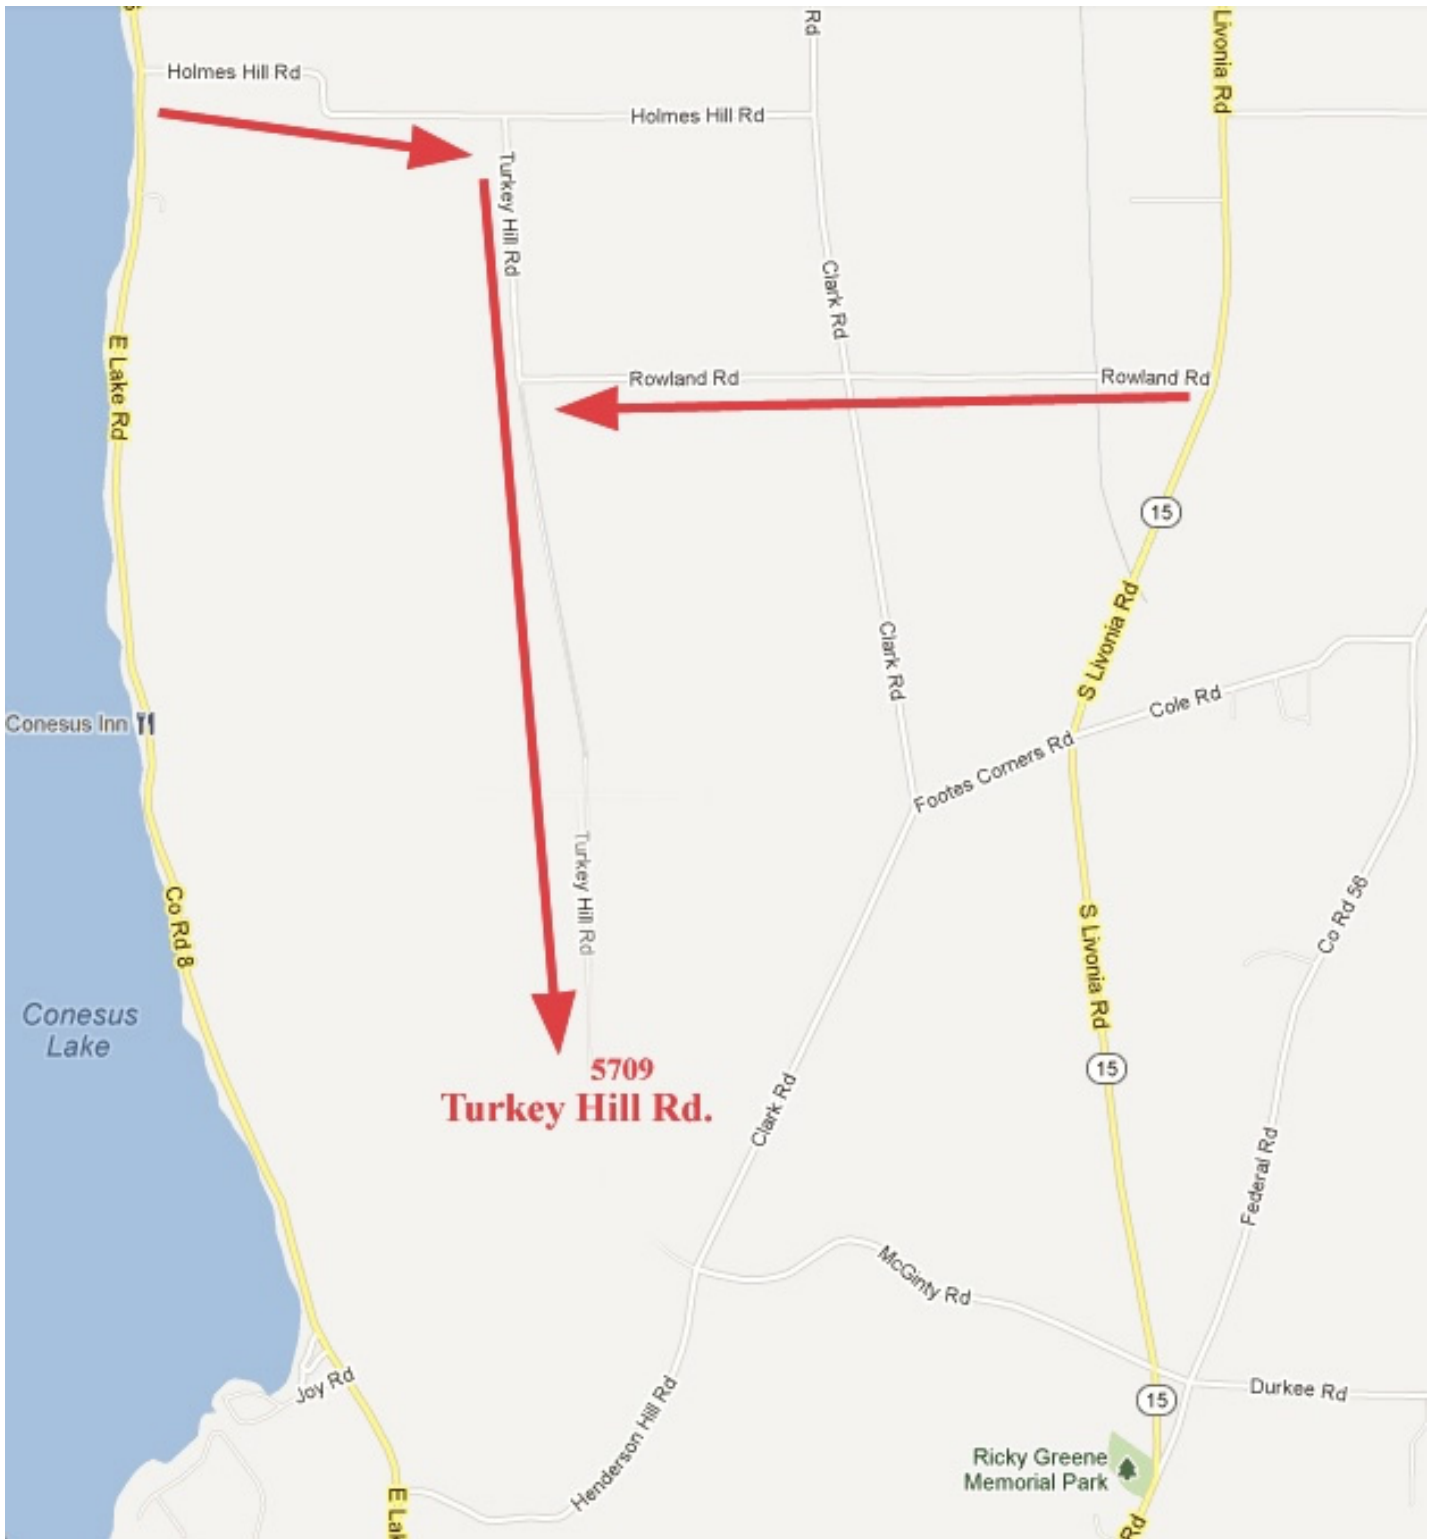 S
Rd
Livonia Rd
Holmes Hill Rd
Holmes Hill Rd
Turkey Hill Rd
Clark Rd
E Lake Rd
Rowland Rd
Rowland Rd
15
S Livonia Rd
Clark Rd
Cole Rd
Conesus Inn
Footes Corners Rd
Turkey Hill Rd
Co Rd 8
Co Rd 56
S Livonia Rd
Conesus
Lake
5709
Turkey Hill Rd.
15
Clark Rd
Federal Rd
McGinty Rd
Joy Rd
Durkee Rd
15
Henderson Hill Rd
Ricky Greene
Memorial Park
E Lak
Rd